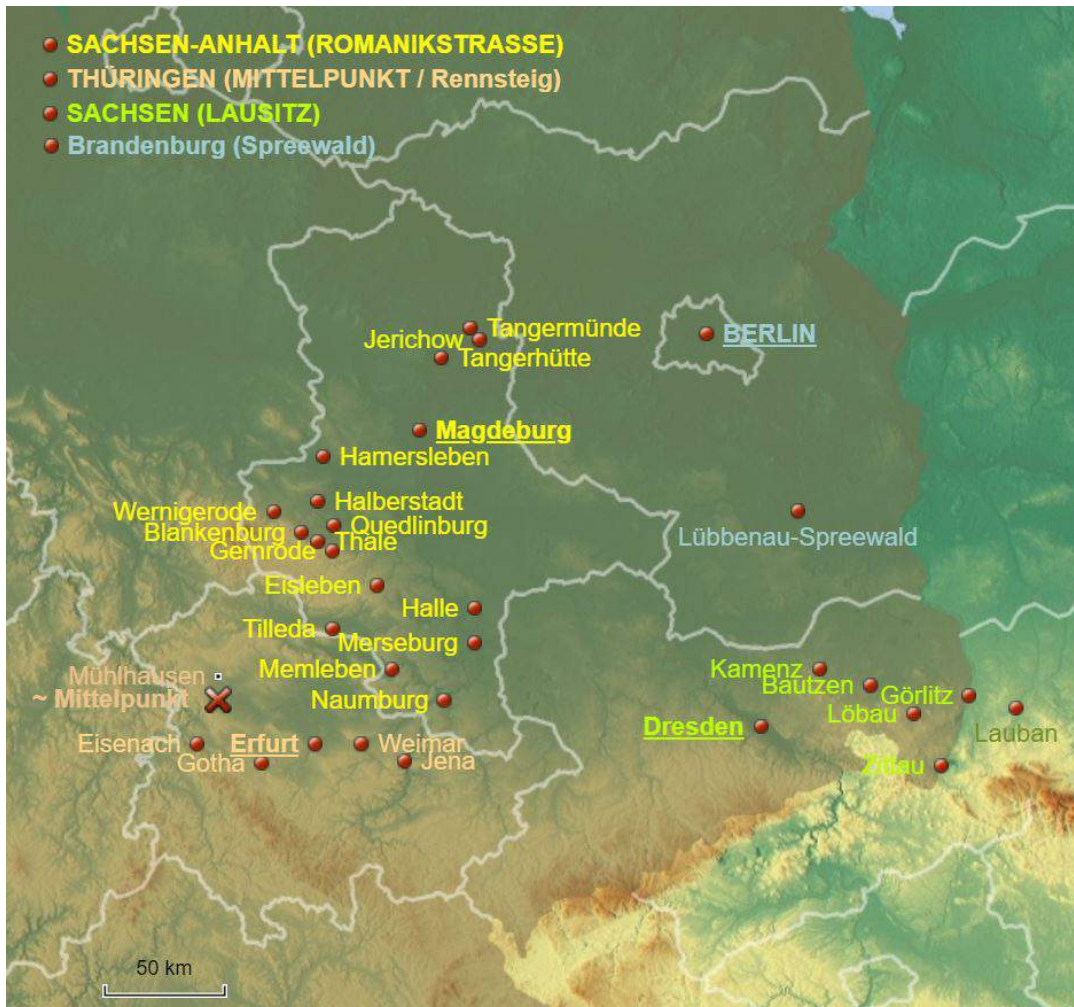 SACHSEN-ANHALT (ROMANIKSTRASSE)
THÜRINGEN (MITTELPUNKT / Rennsteig)
SACHSEN (LAUSITZ)
Brandenburg (Spreewald)
Tangermünde
Jerichow
BERLIN
Tangerhütte
Magdeburg
Hamersleben
Halberstadt
Wernigerode
Quedlinburg
Blankenburg
Thale
Gernrode
Lübbenau-Spreewald
Eisleben
Halle
Tilleda
Merseburg
Memleben
Kamenz
Mühlhausen
Bautzen
~ Mittelpunkt
Görlitz
Naumburg
Löbau
Dresden
Lauban
Eisenach
Erfurt
Weimar
Gotha
Jena
Zittau
50 km